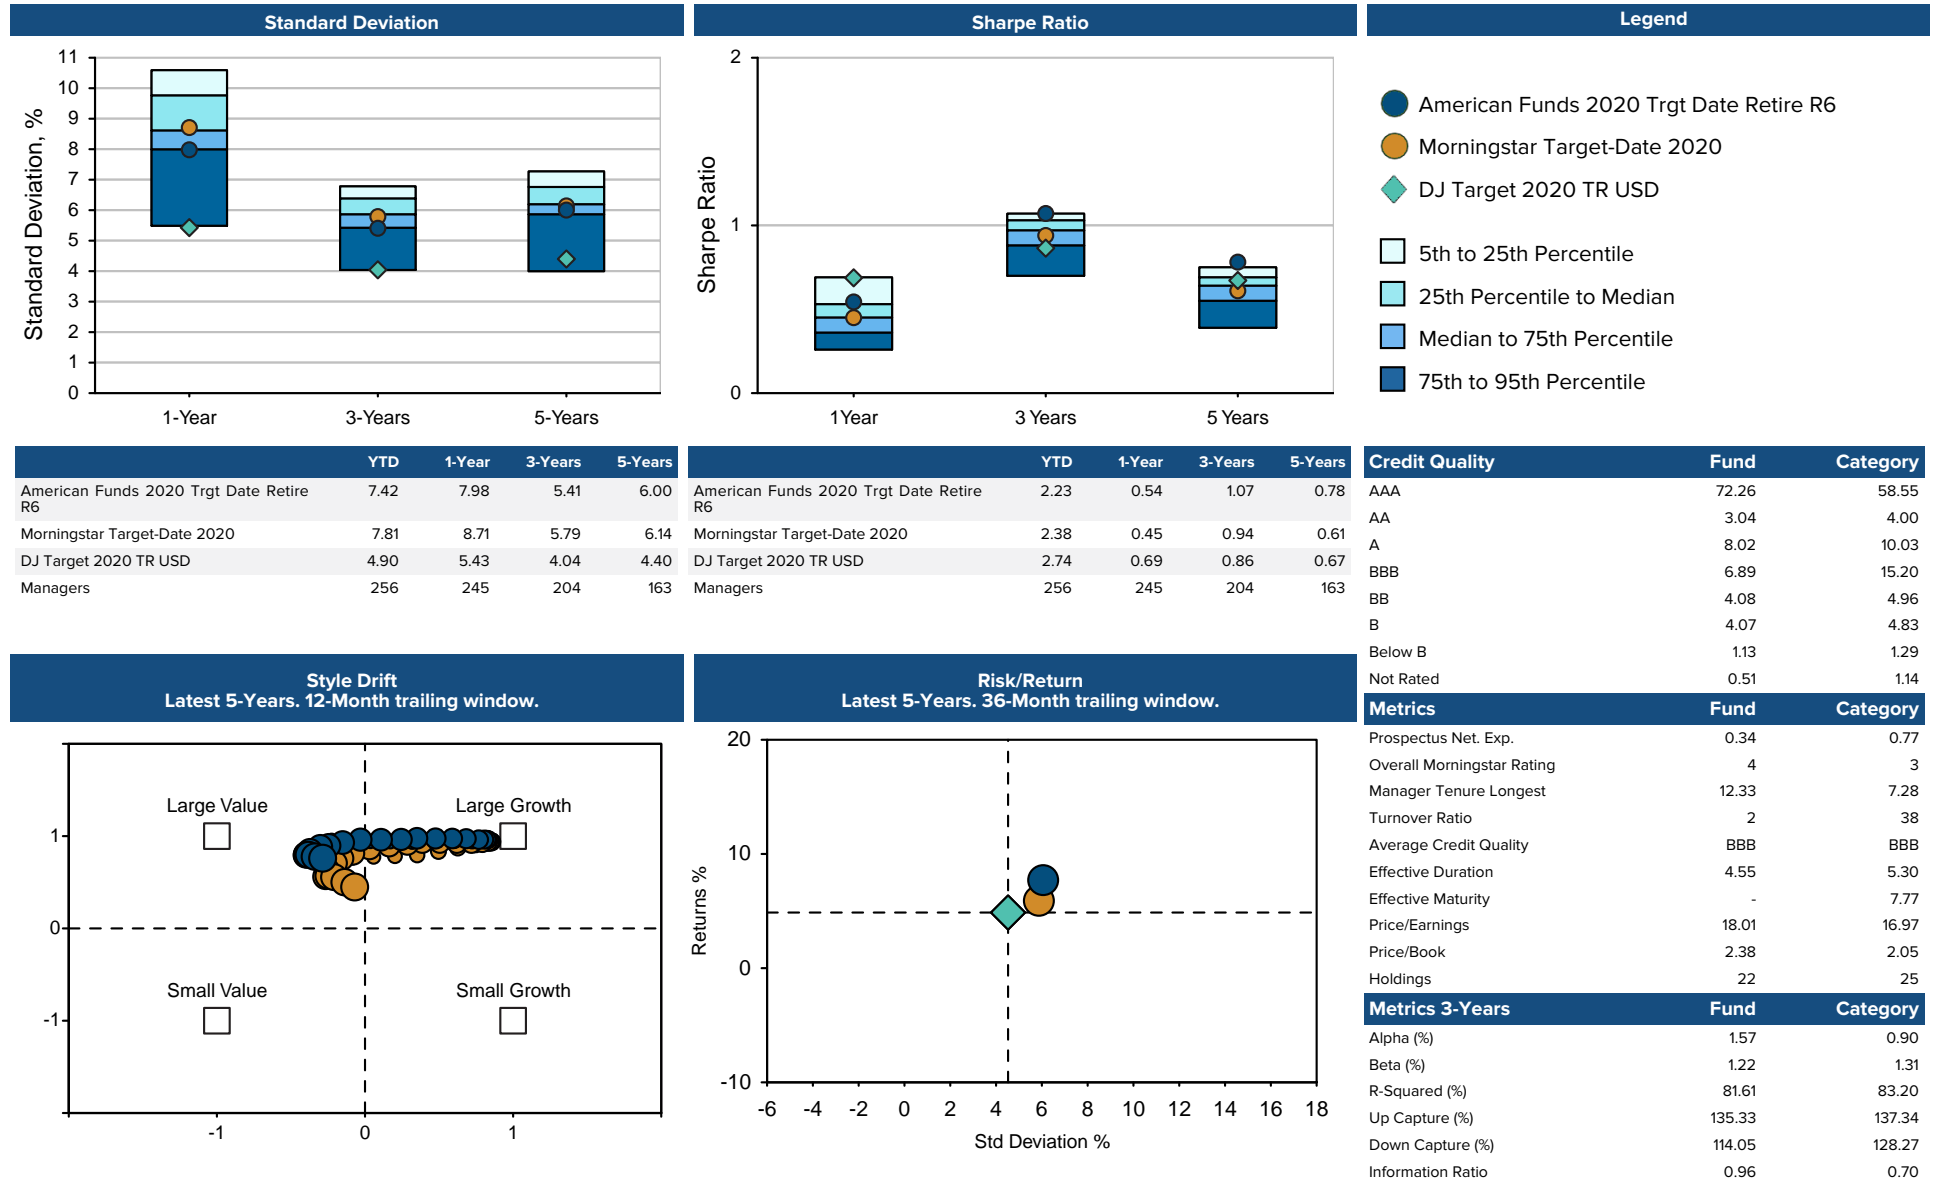 Standard Deviation
11
10
9
8
7
6
5
4
3
2
1
0
Standard Deviation, %
1-Year 3-Years 5-Years
Sharpe Ratio
2
1
0
Sharpe Ratio
1 Year 3 Years 5 Years
Legend
American Funds 2020 Trgt Date Retire R6
Morningstar Target-Date 2020
DJ Target 2020 TR USD
5th to 25th Percentile
25th Percentile to Median
Median to 75th Percentile
75th to 95th Percentile
YTD 1-Year 3-Years 5-Years
American Funds 2020 Trgt Date Retire 7.42 7.98 5.41 6.00
R6
Morningstar Target-Date 2020 7.81 8.71 5.79 6.14
DJ Target 2020 TR USD 4.90 5.43 4.04 4.40
Managers 256 245 204 163
YTD 1-Year 3-Years 5-Years
American Funds 2020 Trgt Date Retire 2.23 0.54 1.07 0.78
R6
Morningstar Target-Date 2020 2.38 0.45 0.94 0.61
DJ Target 2020 TR USD 2.74 0.69 0.86 0.67
Managers 256 245 204 163
Credit Quality Fund Category
AAA 72.26 58.55
AA 3.04 4.00
A 8.02 10.03
BBB 6.89 15.20
BB 4.08 4.96
B 4.07 4.83
Below B 1.13 1.29
Not Rated 0.51 1.14
Metrics Fund Category
Prospectus Net. Exp. 0.34 0.77
Overall Morningstar Rating 4 3
Manager Tenure Longest 12.33 7.28
Turnover Ratio 2 38
Average Credit Quality BBB BBB
Effective Duration 4.55 5.30
Effective Maturity - 7.77
Price/Earnings 18.01 16.97
Price/Book 2.38 2.05
Holdings 22 25
Metrics 3-Years Fund Category
Alpha (%) 1.57 0.90
Beta (%) 1.22 1.31
R-Squared (%) 81.61 83.20
Up Capture (%) 135.33 137.34
Down Capture (%) 114.05 128.27
Information Ratio 0.96 0.70
Style Drift
Latest 5-Years. 12-Month trailing window.
Large Value Large Growth
1
0
Small Value Small Growth
-1
-1 0 1
Risk/Return
Latest 5-Years. 36-Month trailing window.
20
10
0
-10
Returns %
-6 -4 -2 0 2 4 6 8 10 12 14 16 18
Std Deviation %